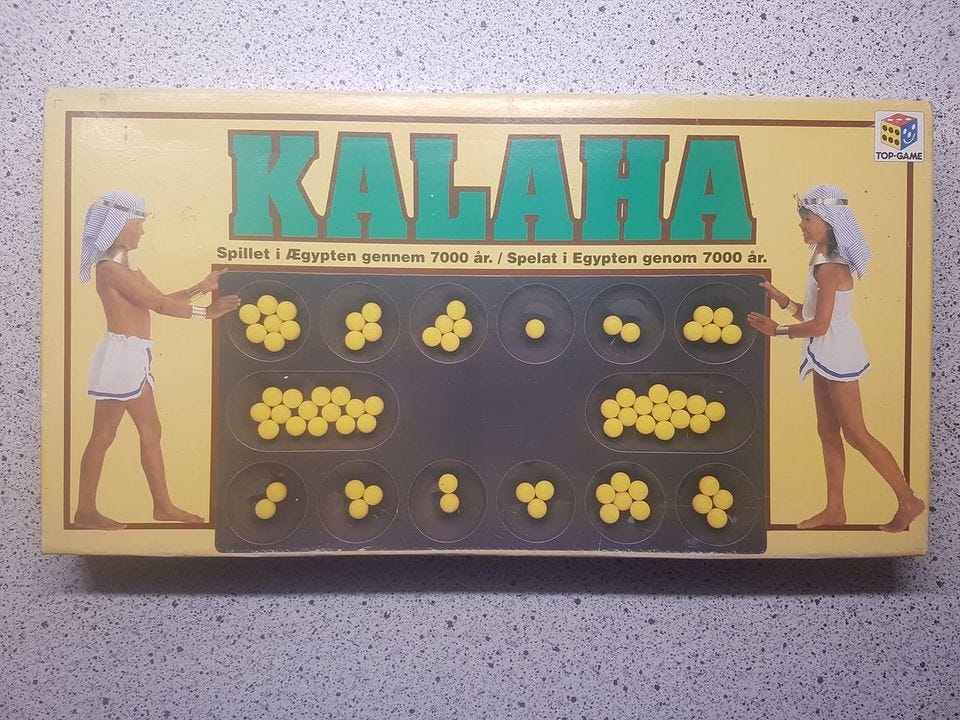 KALAHA
TOP-GAME
Spillet i Ægypten gennem 7000 år. / Spelat i Egypten genom 7000 år.